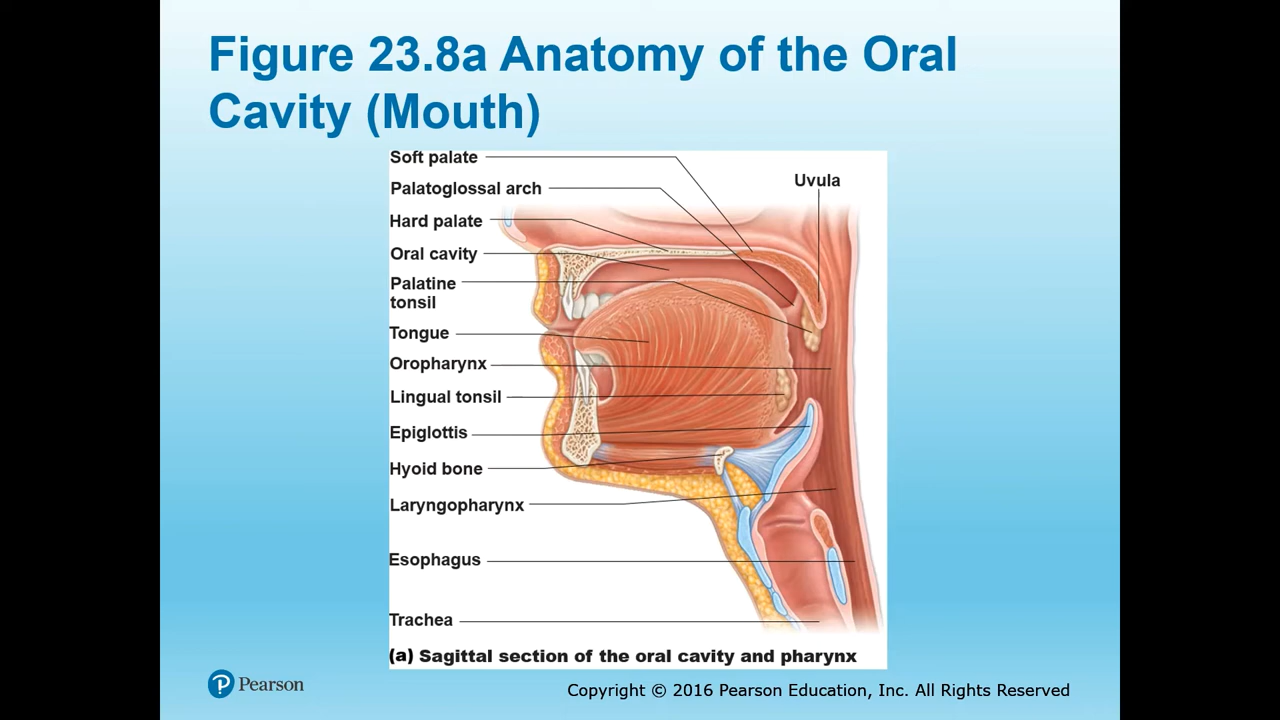 Figure 23.8a Anatomy of the Oral
Cavity (Mouth)
Soft palate
Palatoglossal arch
Uvula
Hard palate
Oral cavity
Palatine
tonsil
Tongue
Oropharynx
Lingual tonsil
Epiglottis
Hyoid bone
Laryngopharynx
Esophagus
Trachea
(a) Sagittal section of the oral cavity and pharynx
Pearson
Copyright © 2016 Pearson Education, Inc. All Rights Reserved